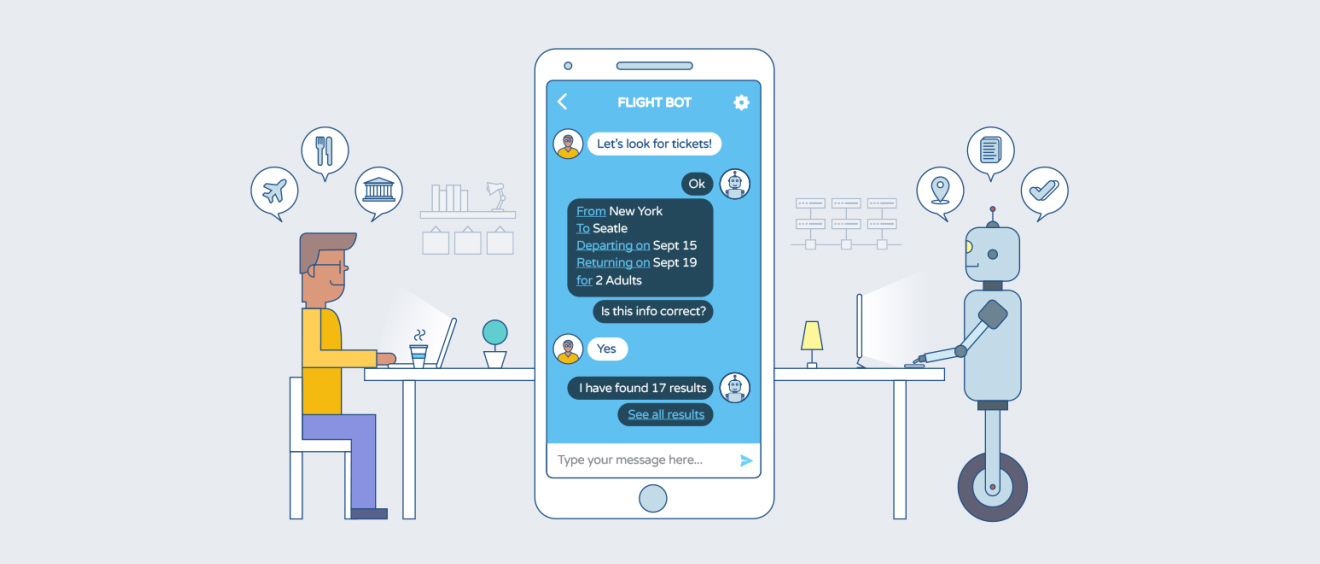 FLIGHT BOT
Let's look for tickets!
Ok
From New York
To Seatle
Departing on Sept 15
Returning on Sept 19
for 2 Adults
Is this info correct?
Yes
I have found 17 results
See all results
Type your message here...